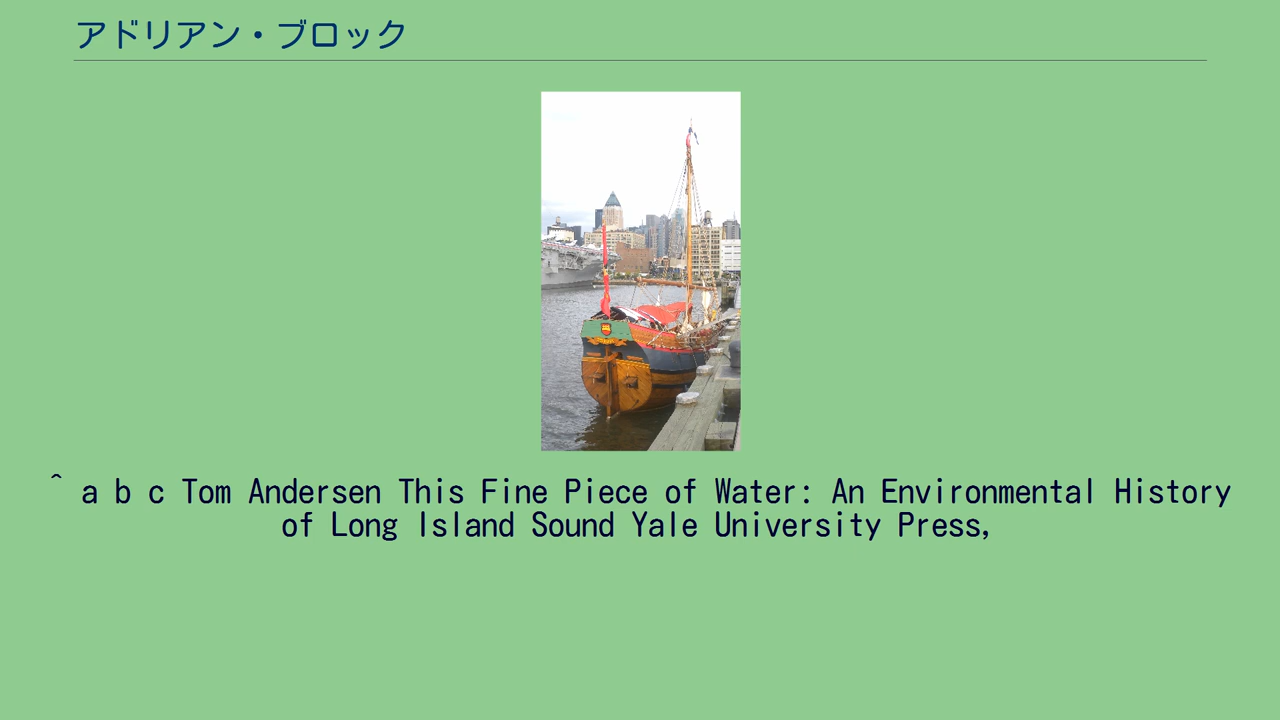 アドリアン・ブロック
^ a b c Tom Andersen This Fine Piece of Water: An Environmental History
of Long Island Sound Yale University Press,